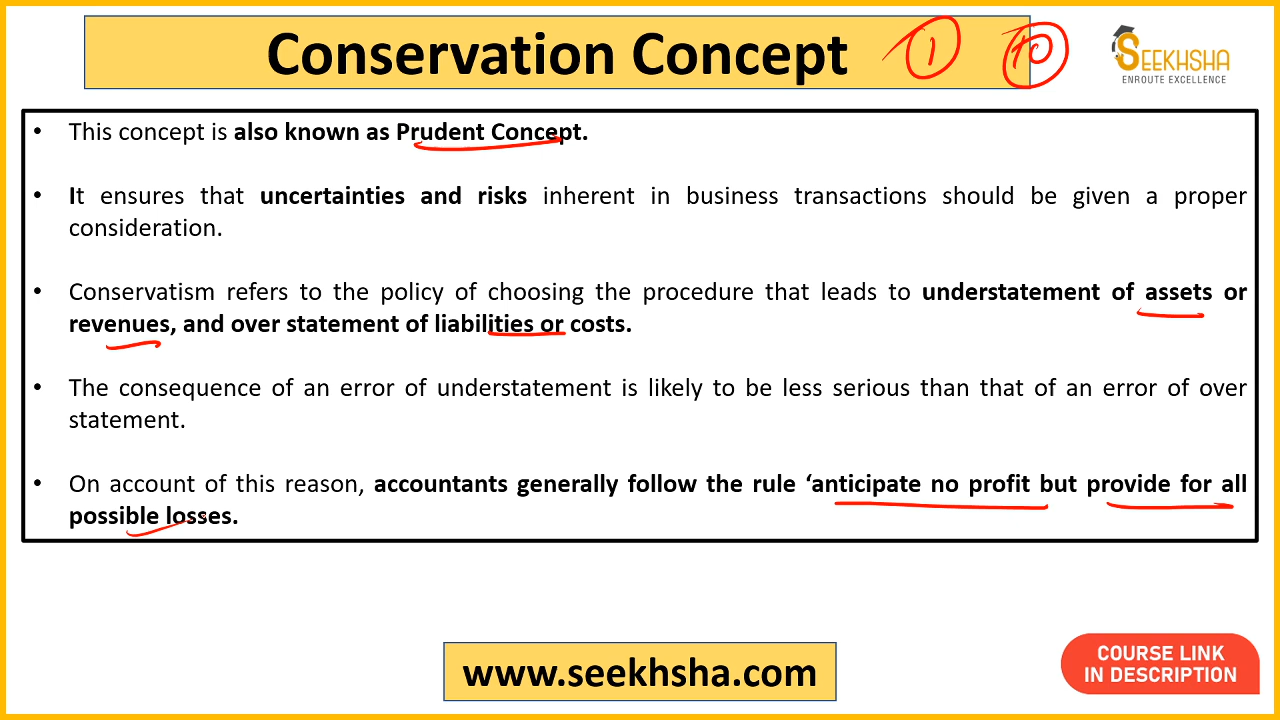 Conservation Concept
1
10
SEEKHSHA
ENROUTE EXCELLENCE
• This concept is also known as Prudent Concept.
• It ensures that uncertainties and risks inherent in business transactions should be given a proper
consideration.
• Conservatism refers to the policy of choosing the procedure that leads to understatement of assets or
revenues, and over statement of liabilities or costs.
• The consequence of an error of understatement is likely to be less serious than that of an error of over
statement.
• On account of this reason, accountants generally follow the rule ‘anticipate no profit but provide for all
possible losses.
www.seekhsha.com
COURSE LINK
IN DESCRIPTION